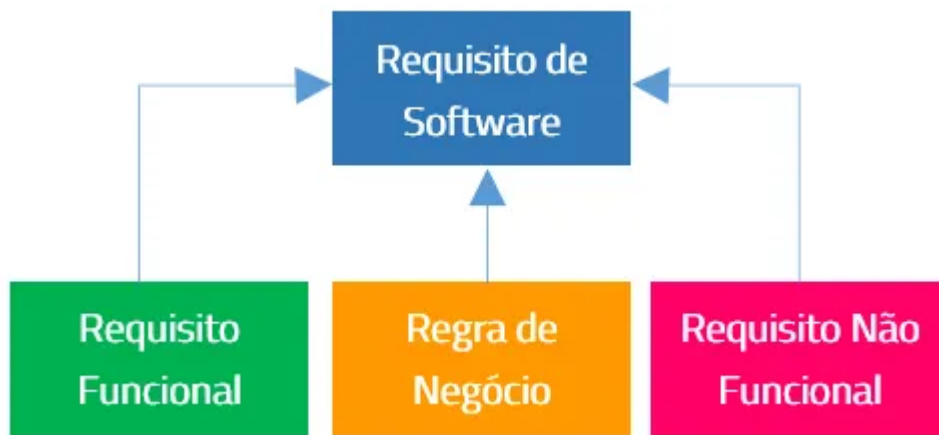 Requisito de
Software
Requisito
Funcional
Regra de
Negócio
Requisito Não
Funcional